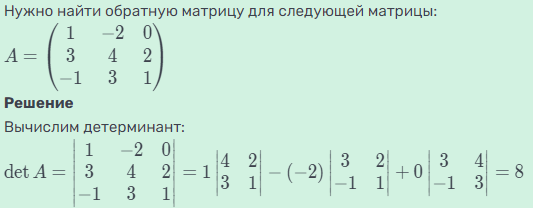 Нужно найти обратную матрицу для следующей матрицы:
A = \begin{pmatrix} 1 & -2 & 0 \\ 3 & 4 & 2 \\ -1 & 3 & 1 \end{pmatrix}
Решение
Вычислим детерминант:
\det A = \begin{vmatrix} 1 & -2 & 0 \\ 3 & 4 & 2 \\ -1 & 3 & 1 \end{vmatrix} = 1 \begin{vmatrix} 4 & 2 \\ 3 & 1 \end{vmatrix} - (-2) \begin{vmatrix} 3 & 2 \\ -1 & 1 \end{vmatrix} + 0 \begin{vmatrix} 3 & 4 \\ -1 & 3 \end{vmatrix} = 8